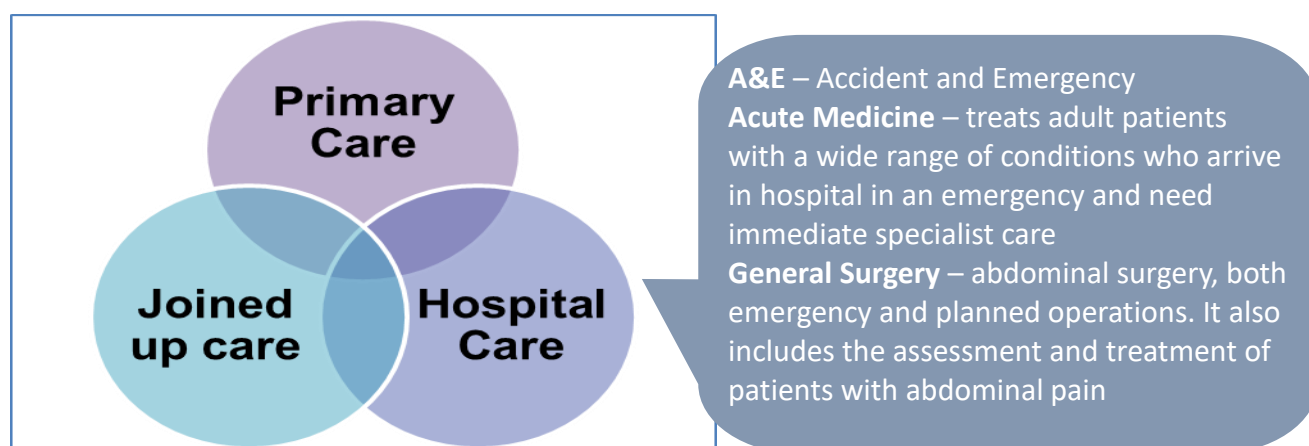 Primary
Care
Joined
up care
Hospital
Care
A&E – Accident and Emergency
Acute Medicine – treats adult patients
with a wide range of conditions who arrive
in hospital in an emergency and need
immediate specialist care
General Surgery – abdominal surgery, both
emergency and planned operations. It also
includes the assessment and treatment of
patients with abdominal pain